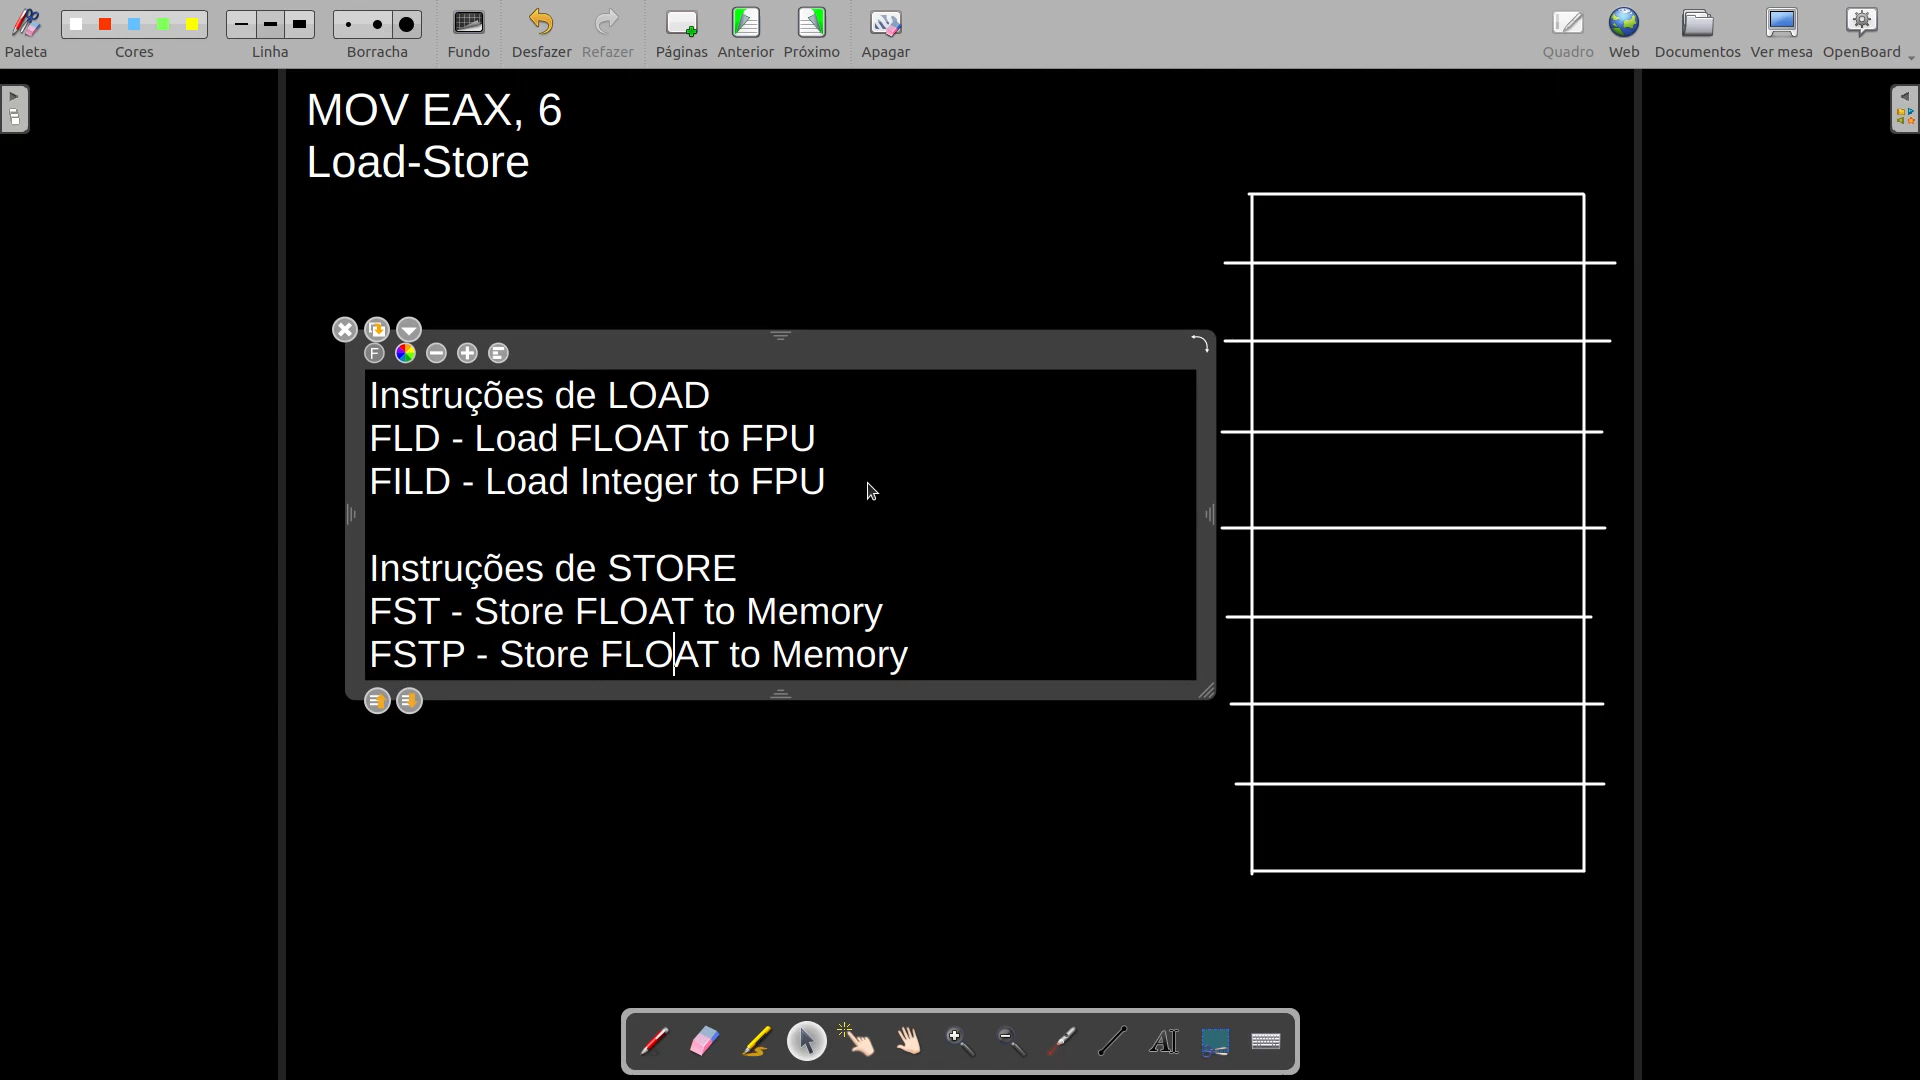 Paleta
Cores
Linha
Borracha
Fundo
Desfazer
Refazer
Páginas
Anterior
Próximo
Apagar
Quadro
Web
Documentos
Ver mesa
OpenBoard
MOV EAX, 6
Load-Store
F
Instruções de LOAD
FLD - Load FLOAT to FPU
FILD - Load Integer to FPU
Instruções de STORE
FST - Store FLOAT to Memory
FSTP - Store FLOAT to Memory
AI